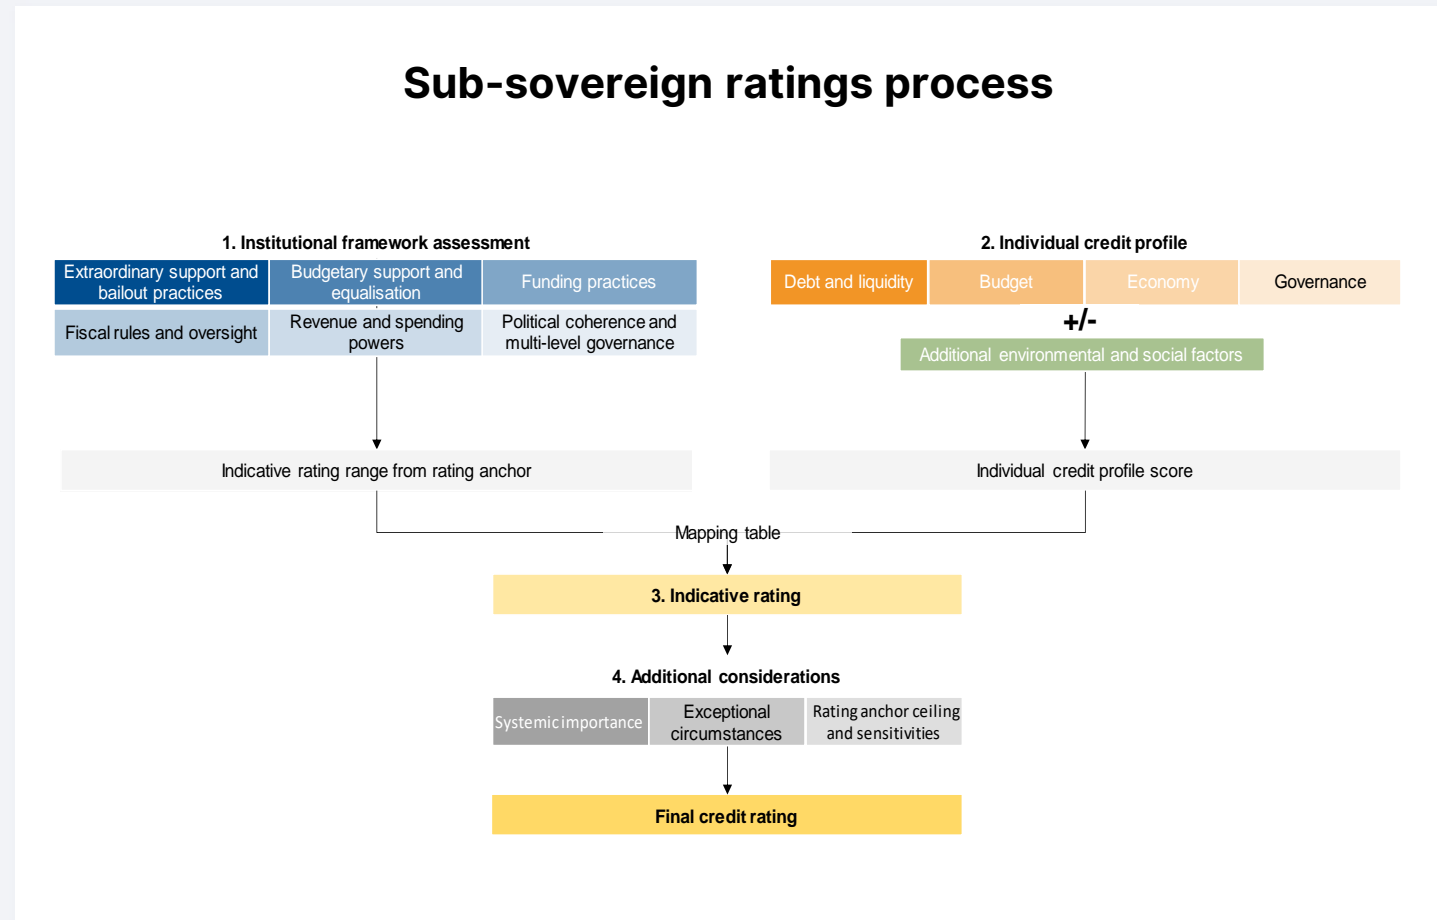 Sub-sovereign ratings process
1. Institutional framework assessment
Extraordinary support and
bailout practices
Budgetary support and
equalisation
Funding practices
Fiscal rules and oversight
Revenue and spending
powers
Political coherence and
multi-level governance
2. Individual credit profile
Debt and liquidity
Budget
Economy
Governance
+/-
Additional environmental and social factors
Indicative rating range from rating anchor
Individual credit profile score
Mapping table
3. Indicative rating
4. Additional considerations
Systemic importance
Exceptional
circumstances
Rating anchor ceiling
and sensitivities
Final credit rating